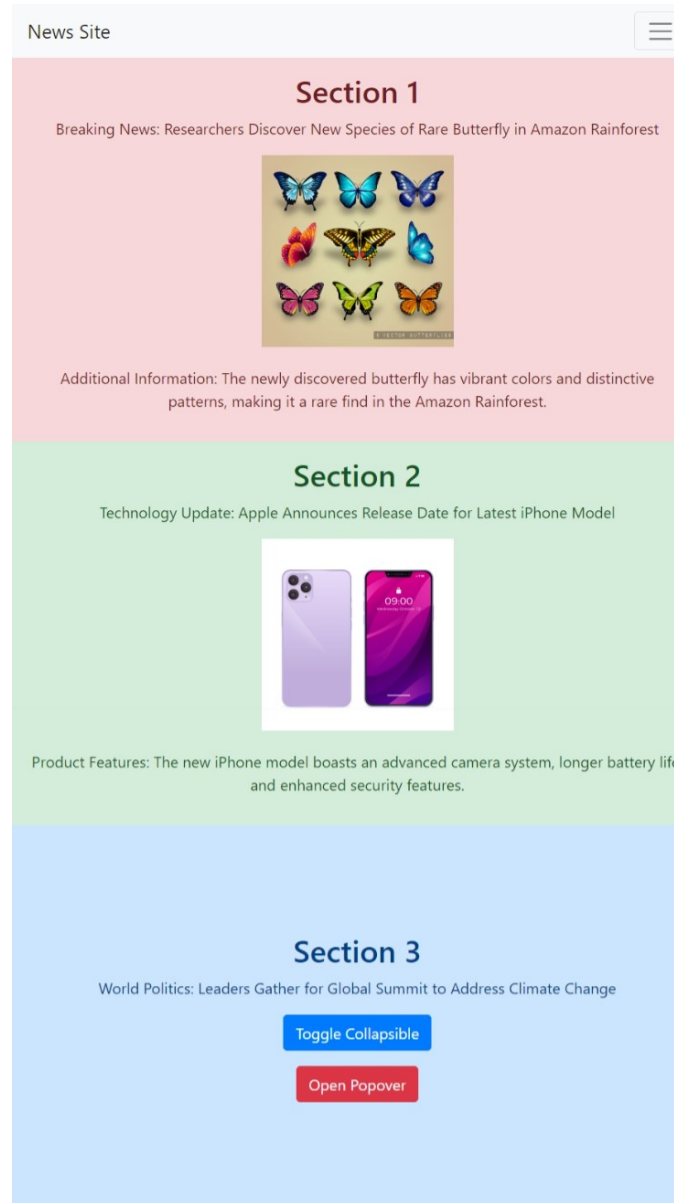 News Site
Section 1
Breaking News: Researchers Discover New Species of Rare Butterfly in Amazon Rainforest
Additional Information: The newly discovered butterfly has vibrant colors and distinctive
patterns, making it a rare find in the Amazon Rainforest.
Section 2
Technology Update: Apple Announces Release Date for Latest iPhone Model
09:00
Product Features: The new iPhone model boasts an advanced camera system, longer battery life
and enhanced security features.
Section 3
World Politics: Leaders Gather for Global Summit to Address Climate Change
Toggle Collapsible
Open Popover